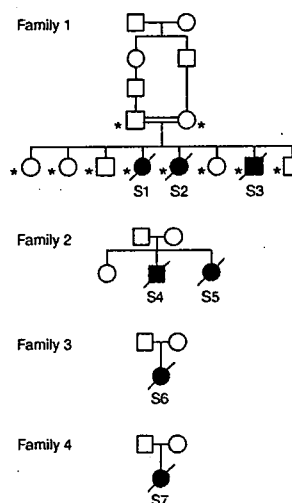 Family 1
* *
* * * * * * * *
S1 S2 S3
Family 2
S4 S5
Family 3
S6
Family 4
S7